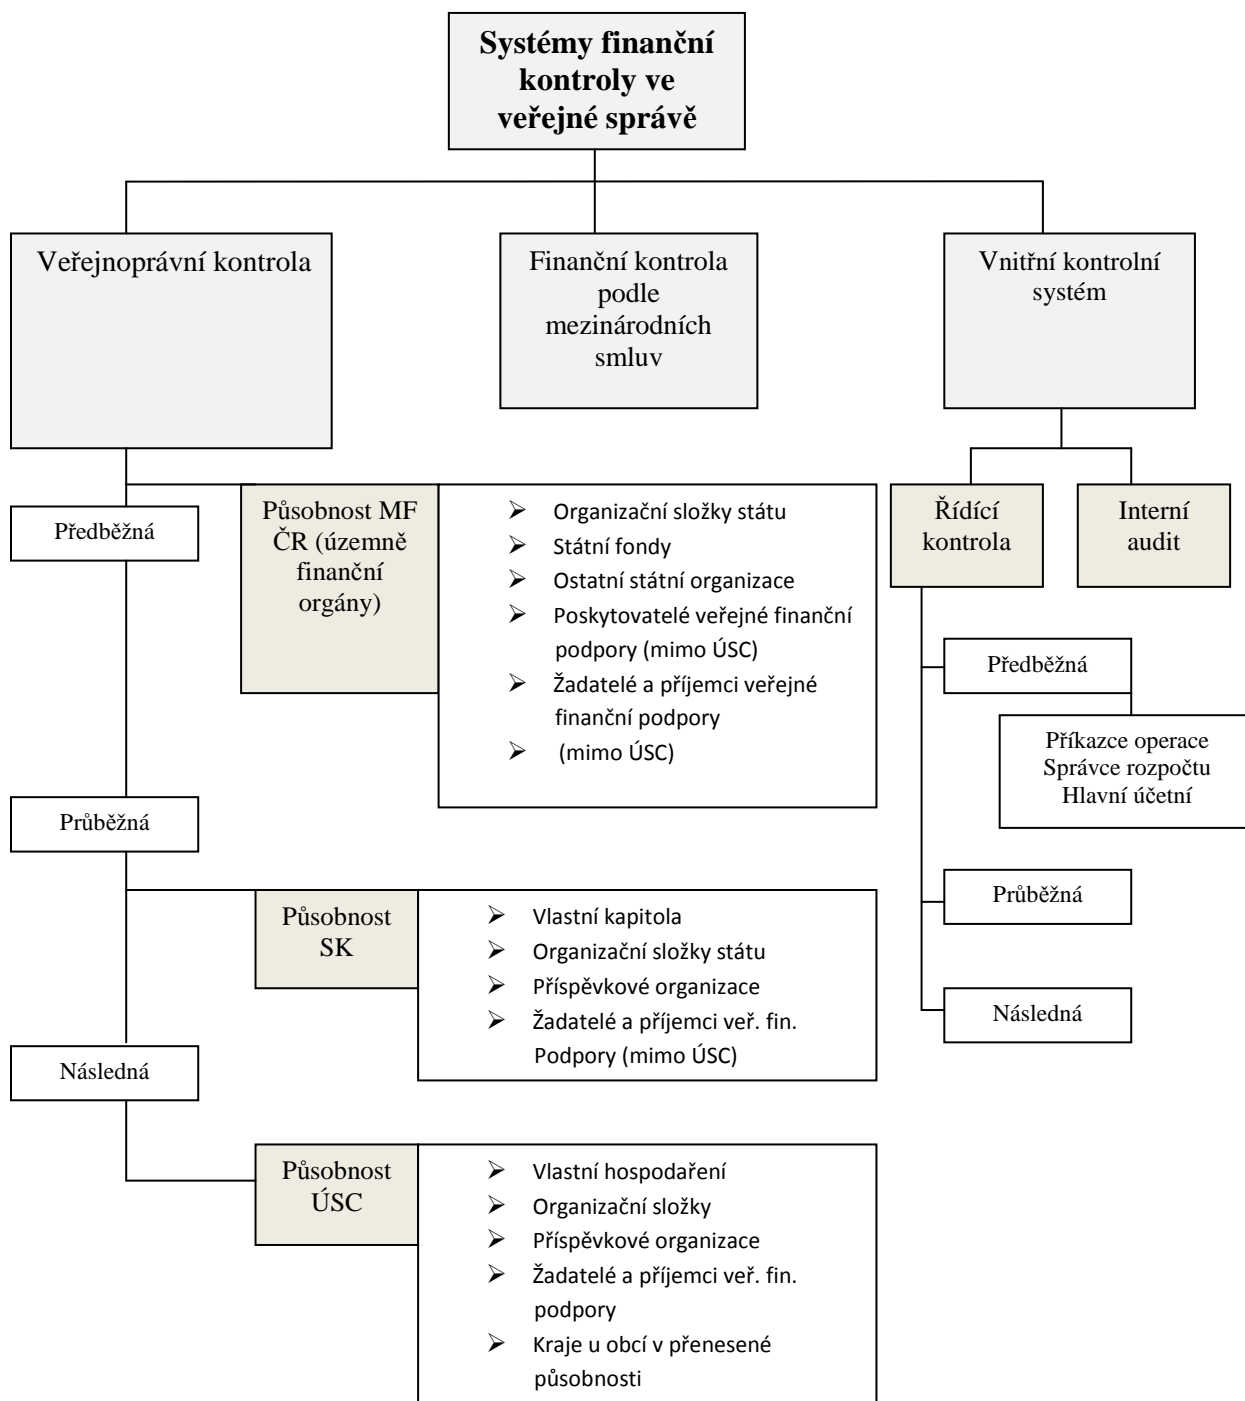 Systémy finanční
kontroly ve
veřejné správě
Veřejnoprávní kontrola
Finanční kontrola
podle
mezinárodních
smluv
Vnitřní kontrolní
systém
Předběžná
Působnost MF
ČR (územně
finanční
orgány)
➢ Organizační složky státu
➢ Státní fondy
➢ Ostatní státní organizace
➢ Poskytovatelé veřejné finanční
podpory (mimo ÚSC)
➢ Žadatelé a příjemci veřejné
finanční podpory
➢ (mimo ÚSC)
Řídící
kontrola
Interní
audit
Předběžná
Příkazce operace
Správce rozpočtu
Hlavní účetní
Průběžná
Průběžná
Následná
Působnost
SK
➢ Vlastní kapitola
➢ Organizační složky státu
➢ Příspěvkové organizace
➢ Žadatelé a příjemci veř. fin.
Podpory (mimo ÚSC)
Následná
Působnost
ÚSC
➢ Vlastní hospodaření
➢ Organizační složky
➢ Příspěvkové organizace
➢ Žadatelé a příjemci veř. fin.
podpory
➢ Kraje u obcí v přenesené
působnosti